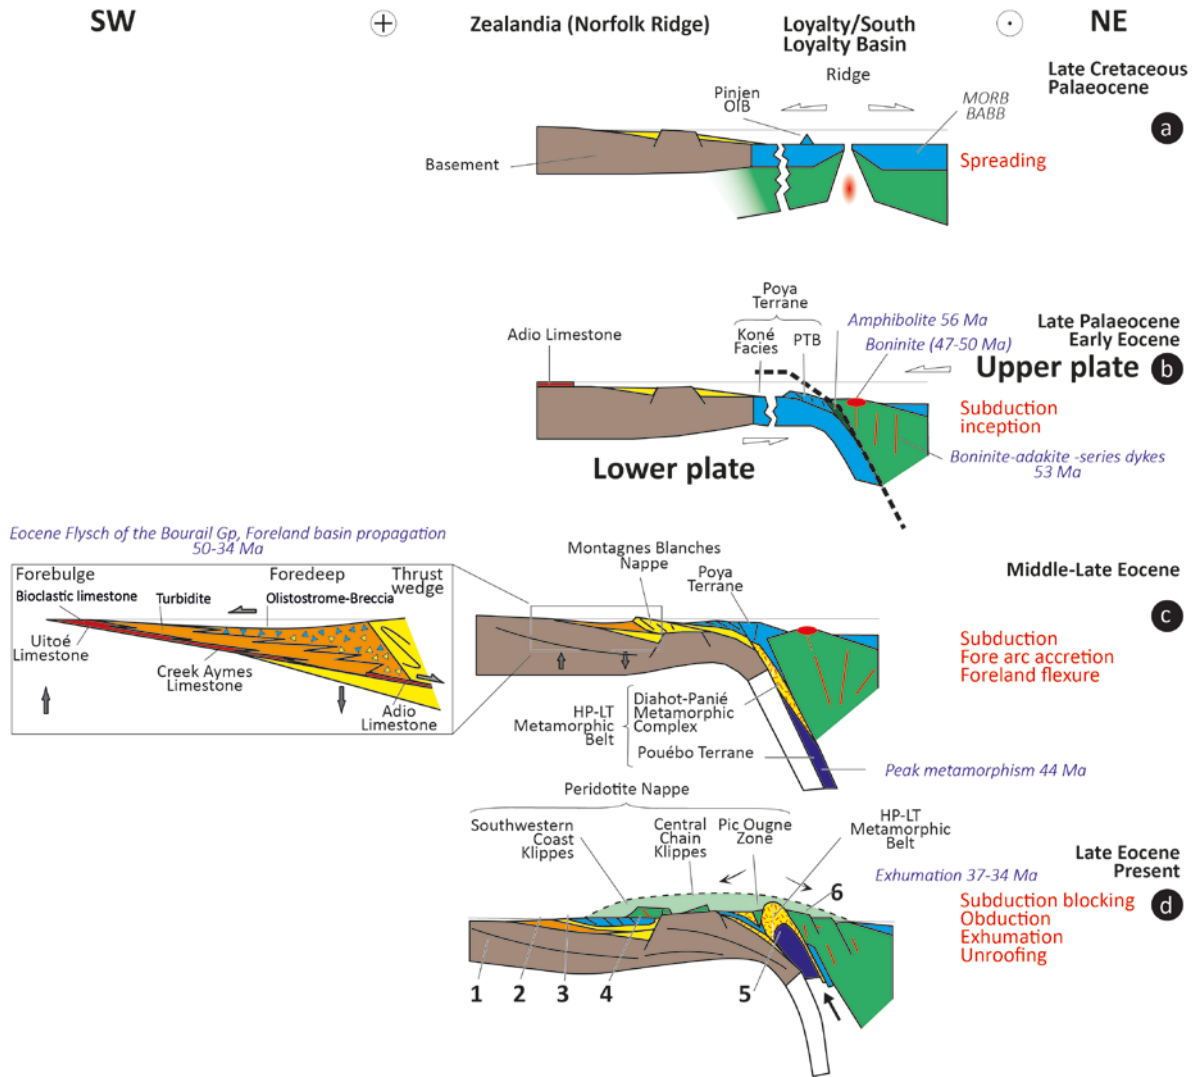 SW
Zealandia (Norfolk Ridge)
Loyalty/South
Loyalty Basin
NE
Ridge
Late Cretaceous
Palaeocene
a
Pinjen
OIB
MORB
BABB
Basement
Spreading
Poya
Terrane
Adio Limestone
Koné
Facies
PTB
Amphibolite 56 Ma
Boninite (47-50 Ma)
Late Palaeocene
Early Eocene
Upper plate
b
Subduction
inception
Lower plate
Boninite-adakite -series dykes
53 Ma
Eocene Flysch of the Bourail Gp, Foreland basin propagation
50-34 Ma
Forebulge
Foredeep
Thrust
wedge
Bioclastic limestone
Turbidite
Olistostrome-Breccia
Uitoé
Limestone
Creek Aymes
Limestone
Adio
Limestone
Montagnes Blanches
Nappe
Poya
Terrane
Middle-Late Eocene
c
Subduction
Fore arc accretion
Foreland flexure
HP-LT
Metamorphic
Belt
Diahot-Panié
Metamorphic
Complex
Pouébo Terrane
Peak metamorphism 44 Ma
Peridotite Nappe
Southwestern
Coast
Klippes
Central
Chain
Klippes
Pic Ougne
Zone
HP-LT
Metamorphic
Belt
Late Eocene
Present
d
Exhumation 37-34 Ma
Subduction blocking
Obduction
Exhumation
Unroofing
6
1
2
3
4
5